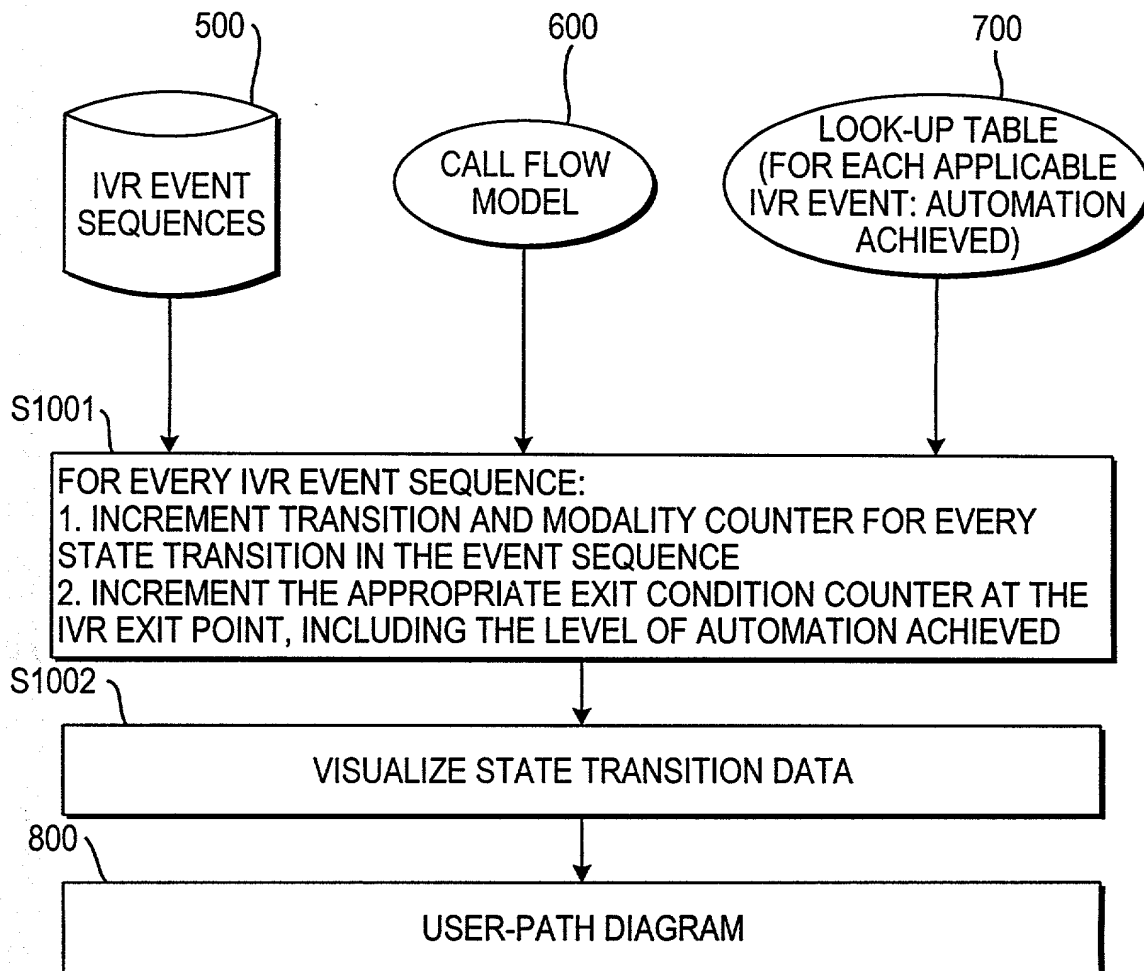 500
600
700
IVR EVENT
SEQUENCES
CALL FLOW
MODEL
LOOK-UP TABLE
(FOR EACH APPLICABLE
IVR EVENT: AUTOMATION
ACHIEVED)
S1001
FOR EVERY IVR EVENT SEQUENCE:
1. INCREMENT TRANSITION AND MODALITY COUNTER FOR EVERY
STATE TRANSITION IN THE EVENT SEQUENCE
2. INCREMENT THE APPROPRIATE EXIT CONDITION COUNTER AT THE
IVR EXIT POINT, INCLUDING THE LEVEL OF AUTOMATION ACHIEVED
S1002
VISUALIZE STATE TRANSITION DATA
800
USER-PATH DIAGRAM